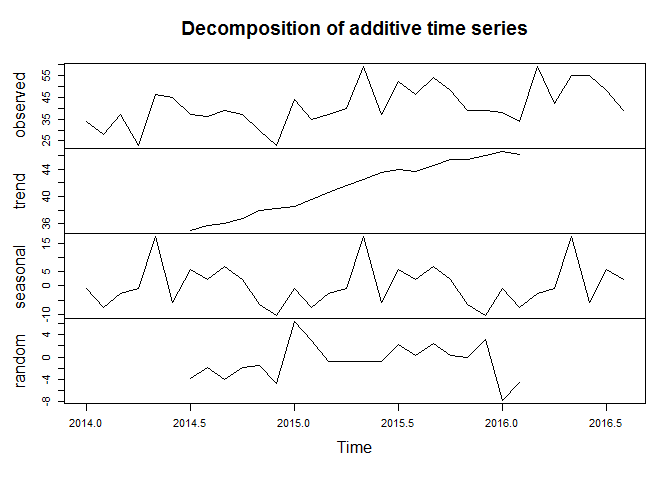 Decomposition of additive time series
observed
25 35 45 55
trend
36 40 44
seasonal
-10 0 5 15
random
-8 -4 0 4
2014.0 2014.5 2015.0 2015.5 2016.0 2016.5
Time